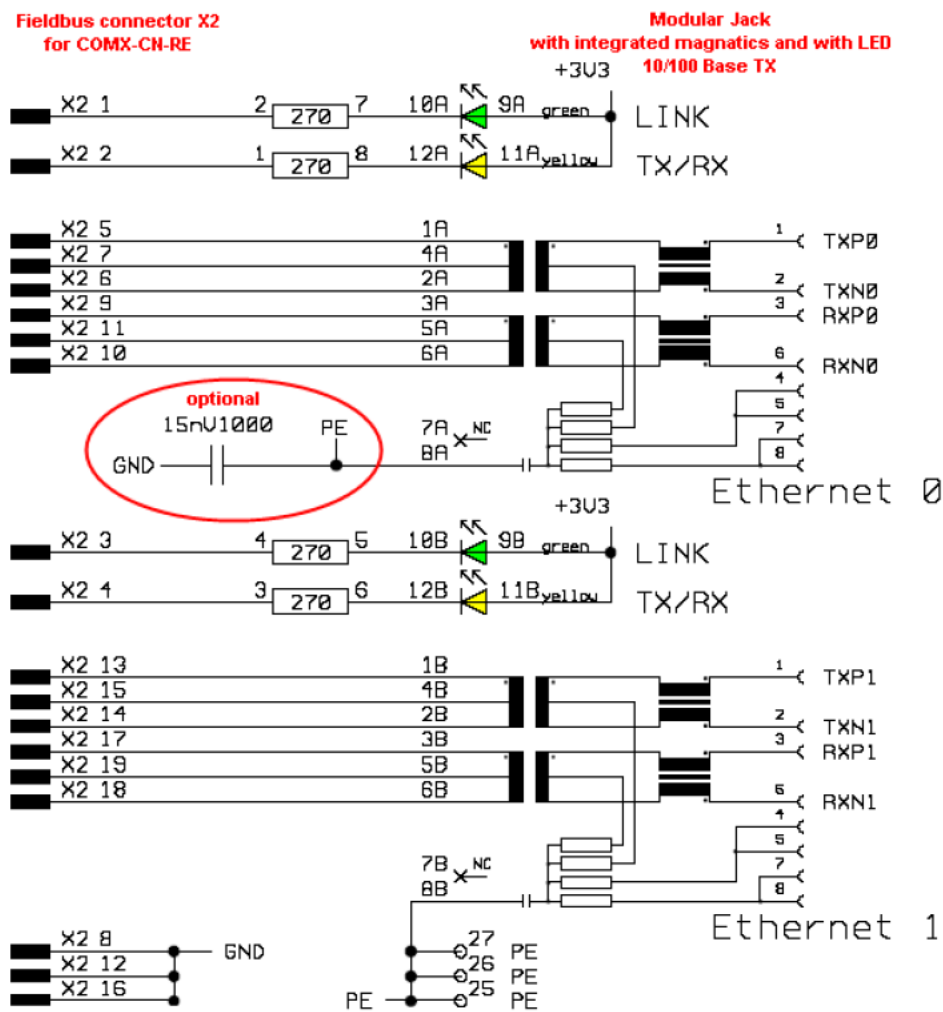 Fieldbus connector X2
for COMX-CN-RE
Modular Jack
with integrated magnatics and with LED
10/100 Base TX
+3V3
X2 1 2 270 7 10A 9A green LINK
X2 2 1 270 8 12A 11A yellow TX/RX
X2 5 1A 1 TXP0
X2 7 4A
X2 6 2A 2 TXN0
X2 9 3A 3 RXP0
X2 11 5A
X2 10 6A 6 RXN0
4
optional
5
15nV1000 PE 7A NC 7
GND 8A 8
Ethernet 0
+3V3
X2 3 4 270 5 10B 9B green LINK
X2 4 3 270 6 12B 11B yellow TX/RX
X2 13 1B 1 TXP1
X2 15 4B
X2 14 2B 2 TXN1
X2 17 3B 3 RXP1
X2 19 5B
X2 18 6B 6 RXN1
4
5
7B NC 7
8B 8
Ethernet 1
X2 8 GND 27 PE
X2 12 26 PE
X2 16 PE 25 PE